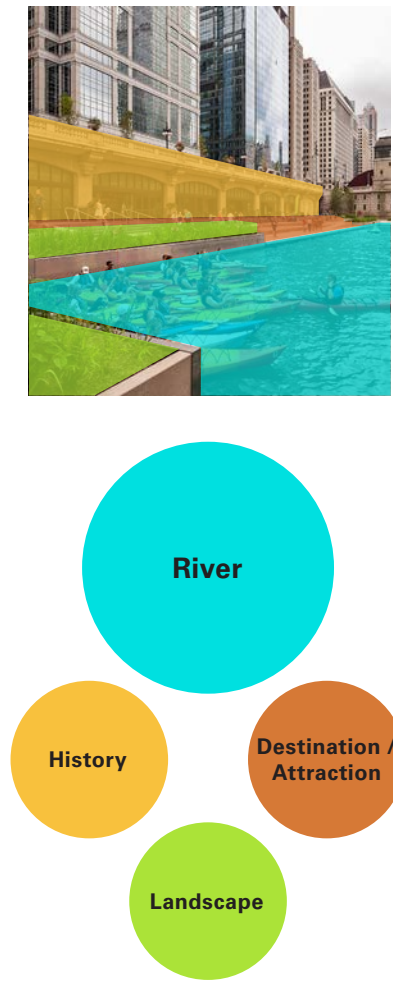 River
History
Destination /
Attraction
Landscape